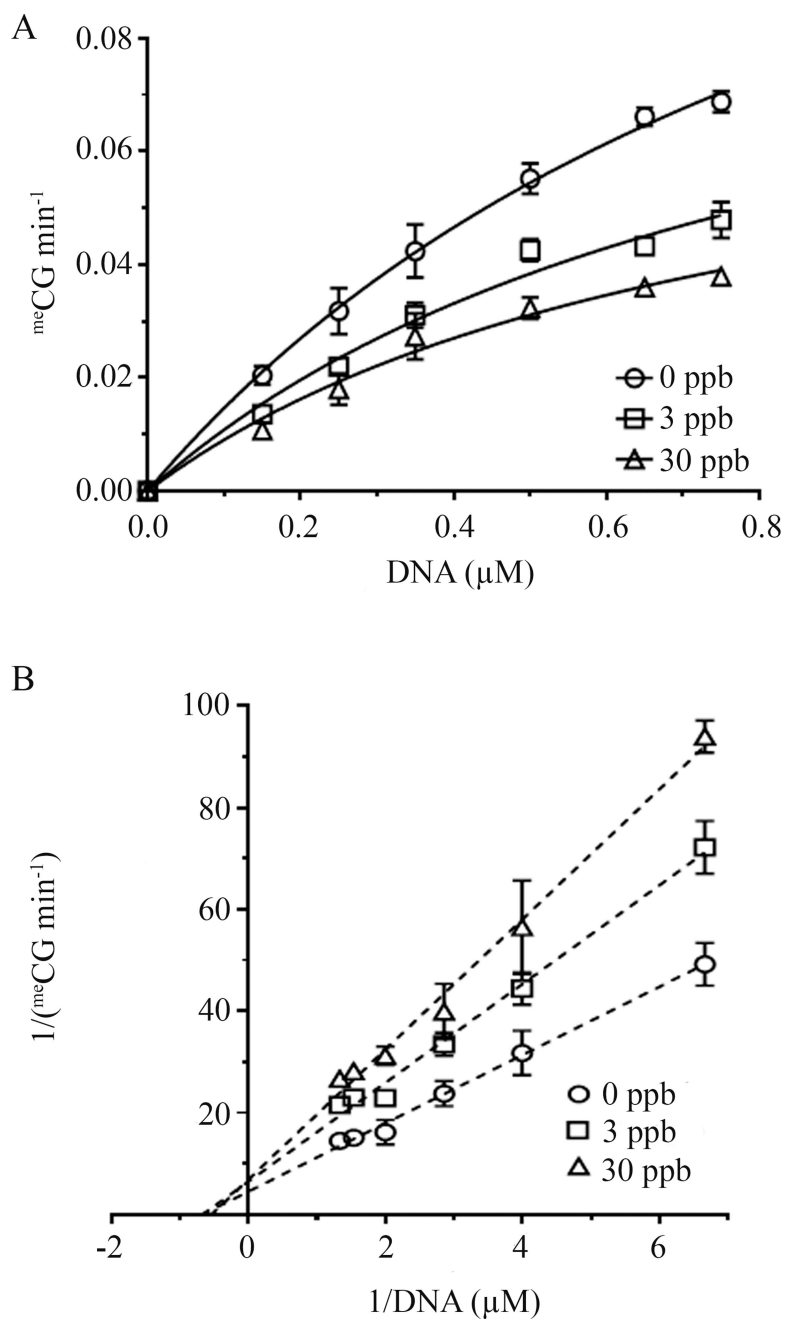 A
0.08
0.06
0.04
0.02
0.00
meCG min-1
0 ppb
3 ppb
30 ppb
0.0 0.2 0.4 0.6 0.8
DNA (µM)
B
100
80
60
40
20
1/(meCG min-1)
0 ppb
3 ppb
30 ppb
-2 0 2 4 6
1/DNA (µM)